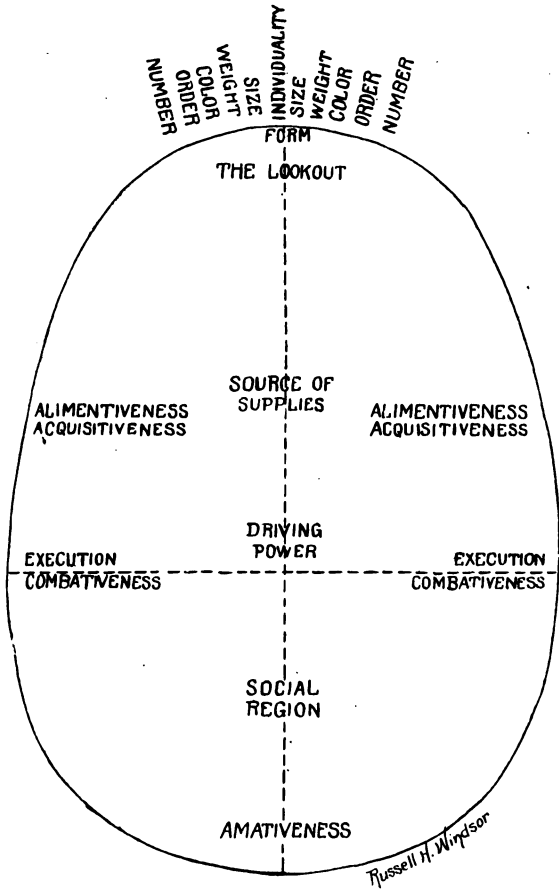 NUMBER
ORDER
COLOR
WEIGHT
SIZE
INDIVIDUALITY
SIZE
WEIGHT
COLOR
ORDER
NUMBER
FORM
THE LOOKOUT
SOURCE OF
SUPPLIES
ALIMENTIVENESS
ACQUISITIVENESS
ALIMENTIVENESS
ACQUISITIVENESS
DRIVING
POWER
EXECUTION
EXECUTION
COMBATIVENESS
COMBATIVENESS
SOCIAL
REGION
AMATIVENESS
Russell H. Windsor